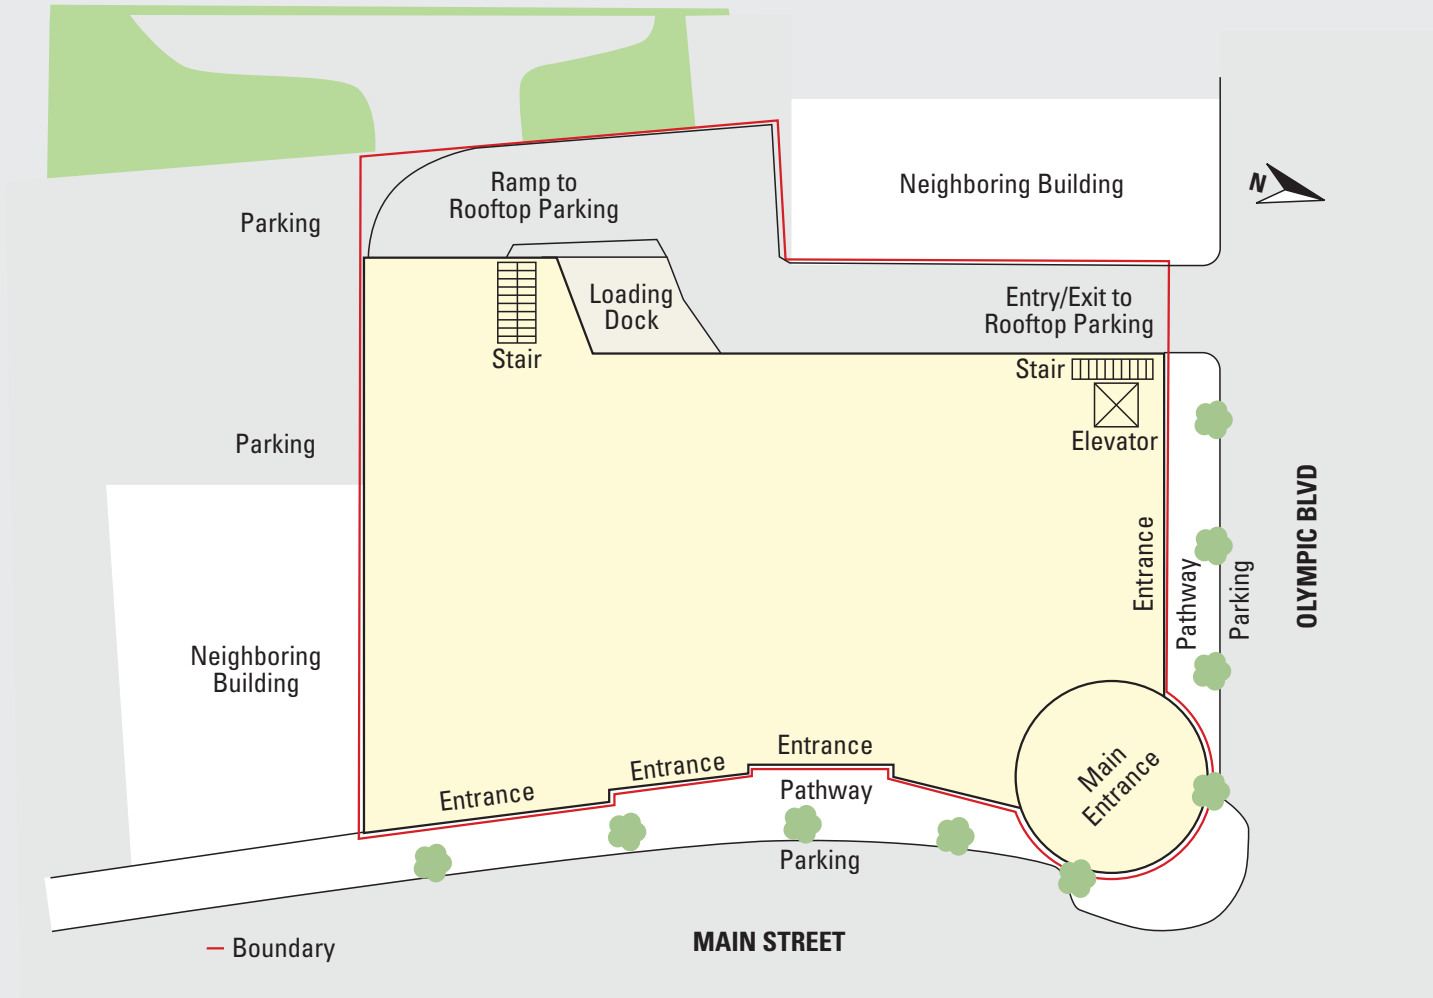 Ramp to
Rooftop Parking
Neighboring Building
N
Parking
Loading
Dock
Entry/Exit to
Rooftop Parking
Stair
Stair
Elevator
Parking
Entrance
Pathway
Parking
OLYMPIC BLVD
Neighboring
Building
Entrance
Entrance
Entrance
Main
Entrance
Pathway
Parking
MAIN STREET
Boundary